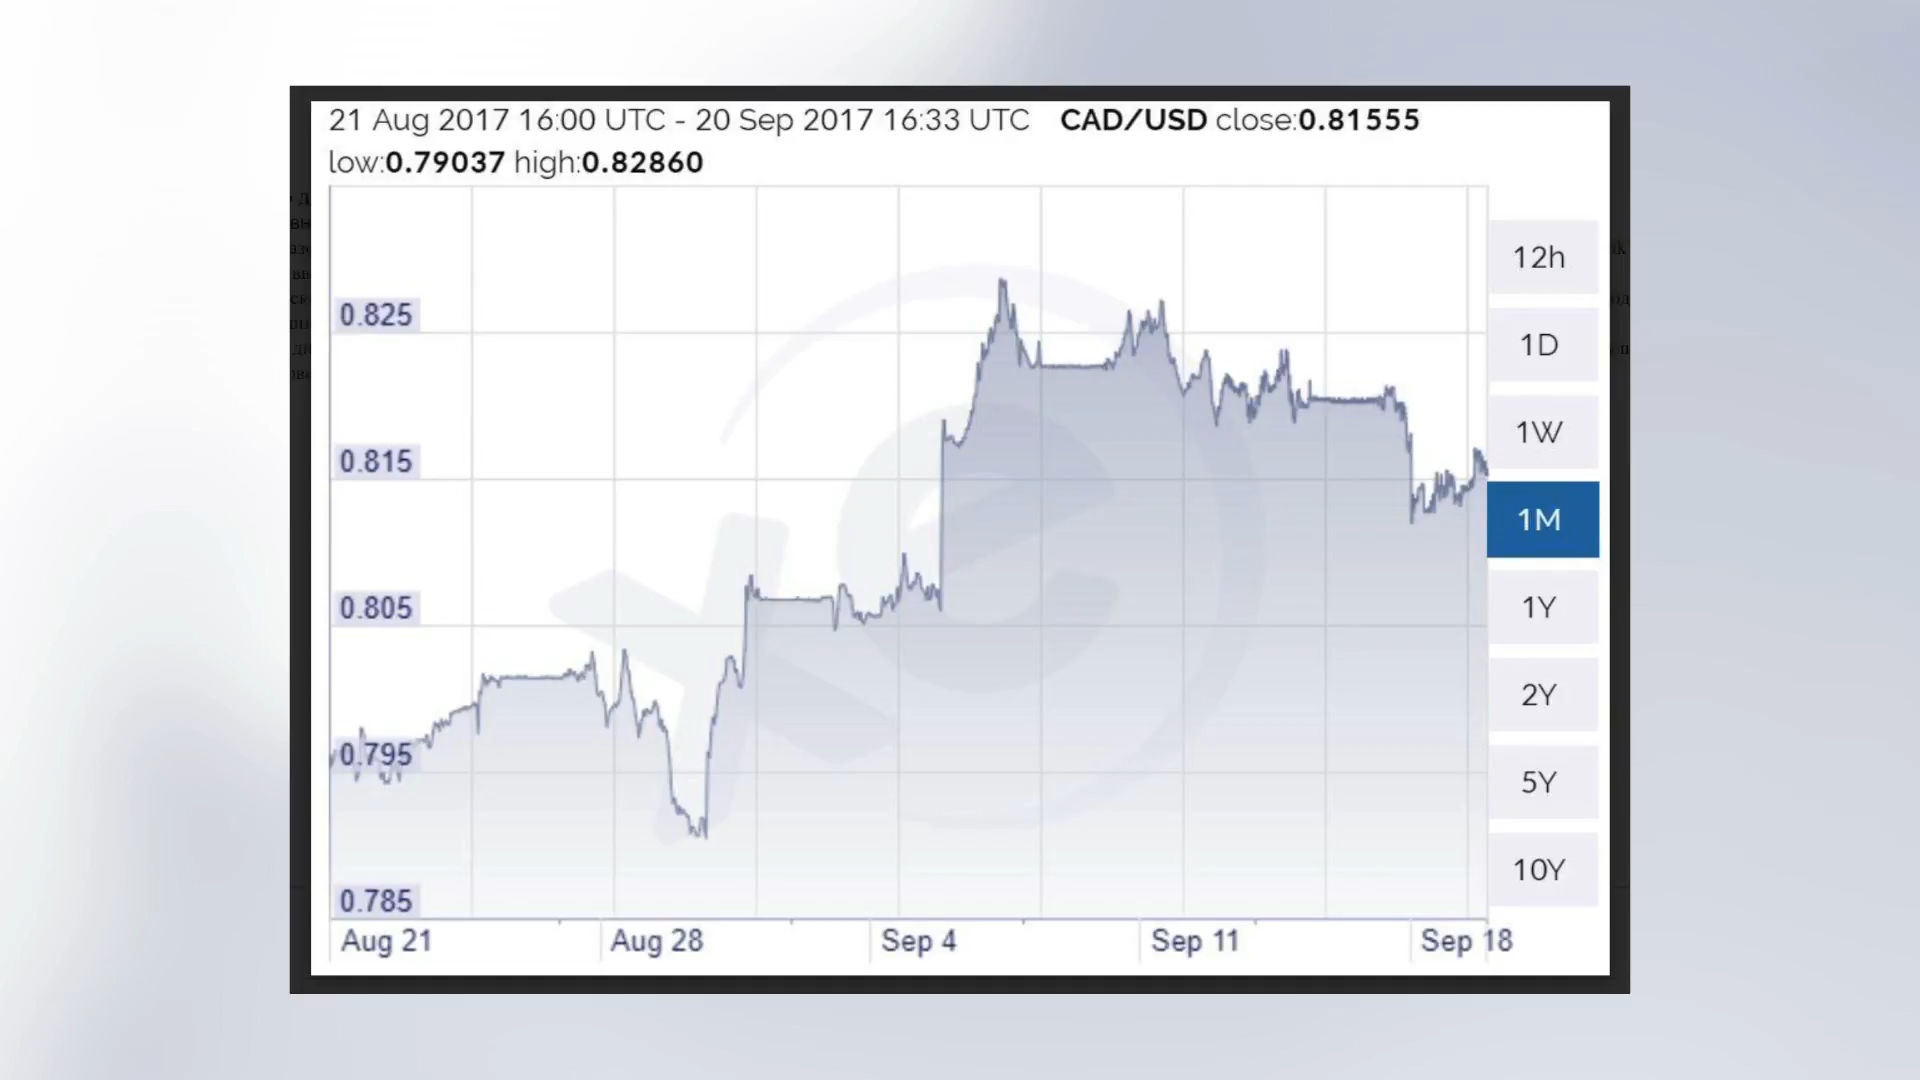 21 Aug 2017 16:00 UTC - 20 Sep 2017 16:33 UTC CAD/USD close:0.81555
low:0.79037 high:0.82860
0.825
0.815
0.805
0.795
0.785
Aug 21 Aug 28 Sep 4 Sep 11 Sep 18
12h
1D
1W
1M
1Y
2Y
5Y
10Y
xe